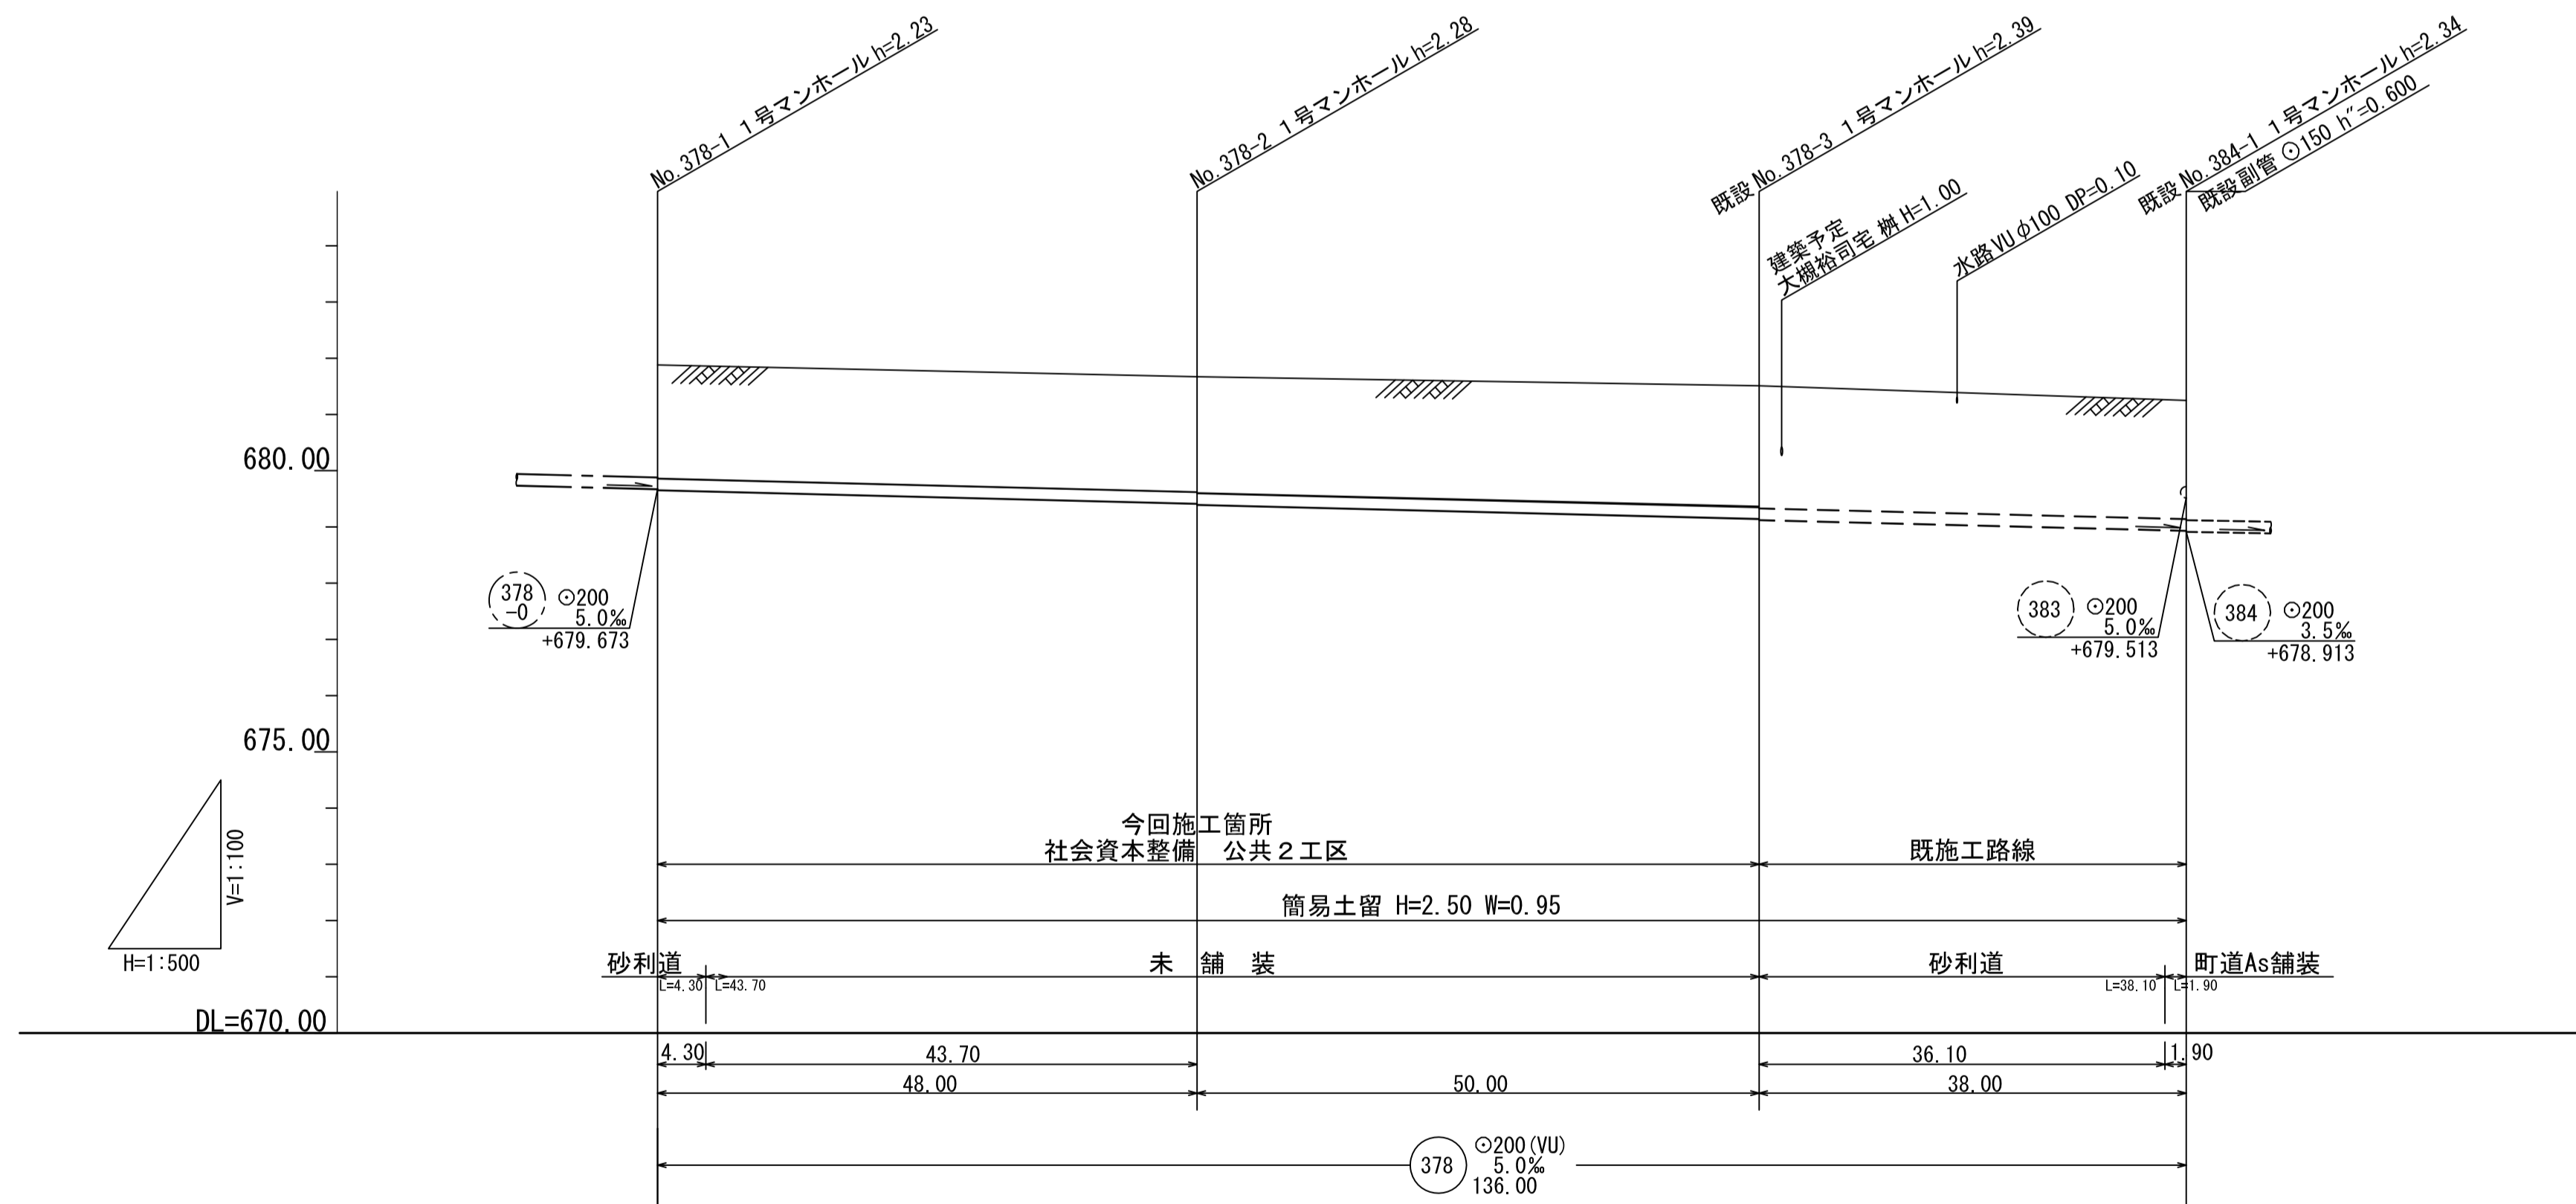 No.378-1 1号マンホール h=2.23
No.378-2 1号マンホール h=2.28
既設 No.378-3 1号マンホール h=2.39
既設 No.384-1 1号マンホール h=2.34
既設副管 ⊙150 h″=0.600
建築予定
大槻裕司宅 桝 H=1.00
水路VUφ100 DP=0.10
680.00
675.00
DL=670.00
V=1:100
H=1:500
378
-0
⊙200
5.0‰
+679.673
383
⊙200
5.0‰
+679.513
384
⊙200
3.5‰
+678.913
今回施工箇所
社会資本整備 公共2工区
既施工路線
簡易土留 H=2.50 W=0.95
砂利道
未舗装
砂利道
町道As舗装
L=4.30
L=43.70
L=38.10
L=1.90
4.30
43.70
36.10
1.90
48.00
50.00
38.00
378
⊙200(VU)
5.0‰
136.00